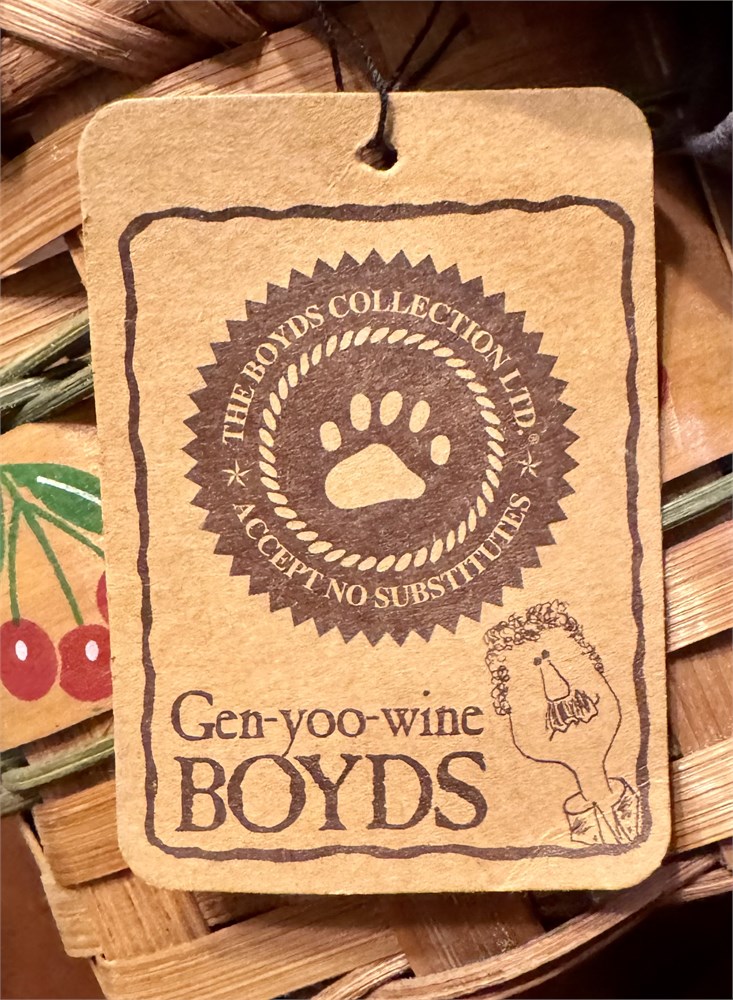 THE BOYDS COLLECTION LTD.®
ACCEPT NO SUBSTITUTES
Gen-yoo-wine
BOYDS